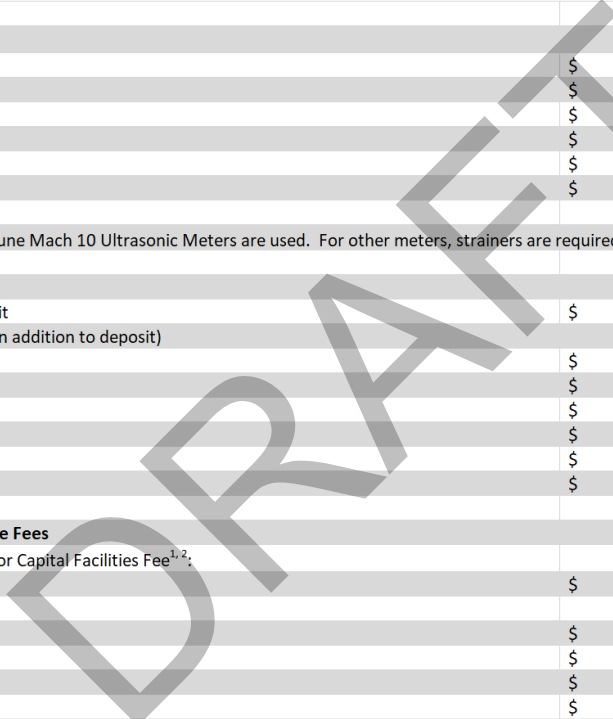 $
$
$
$
$
$
une Mach 10 Ultrasonic Meters are used.  For other meters, strainers are required
it $
n addition to deposit)
$
$
$
$
$
$
e Fees
or Capital Facilities Fee1, 2:
$
$
$
$
$
DRAFT